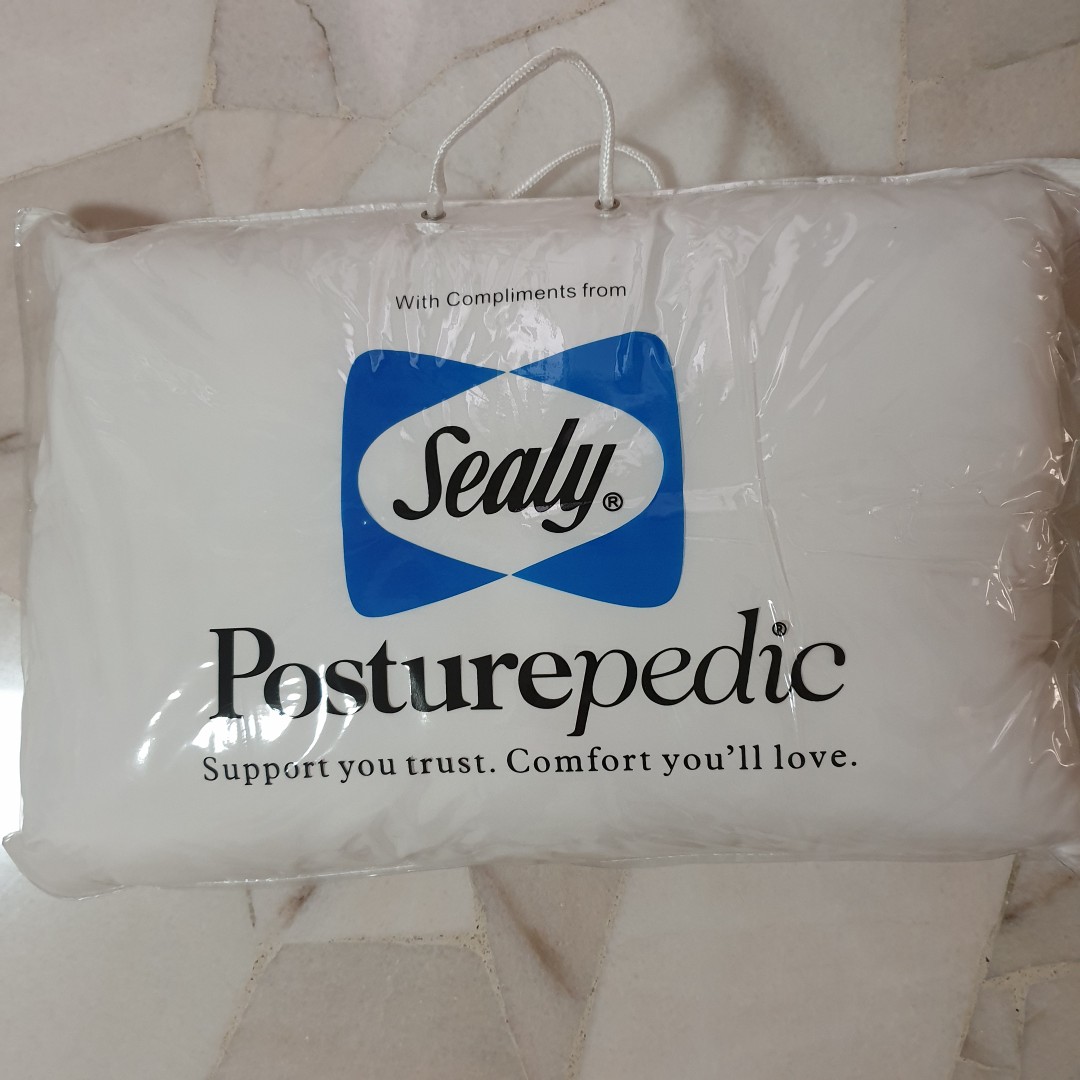 With Compliments from
Sealy®
Posturepedic®
Support you trust. Comfort you'll love.